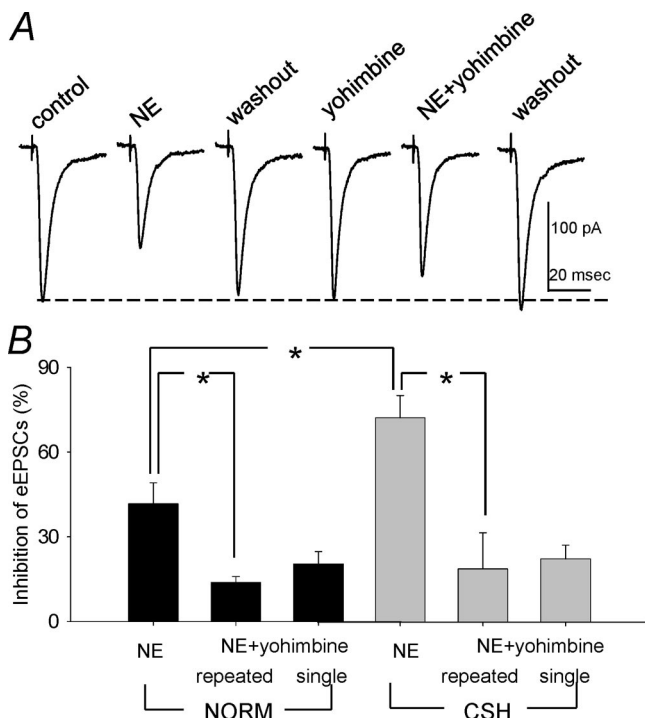 A
control
NE
washout
yohimbine
NE+yohimbine
washout
100 pA
20 msec
B
*
*
*
Inhibition of eEPSCs (%)
90
60
30
0
NE
NE+yohimbine
NE
NE+yohimbine
repeated single
repeated single
NORM
CSH